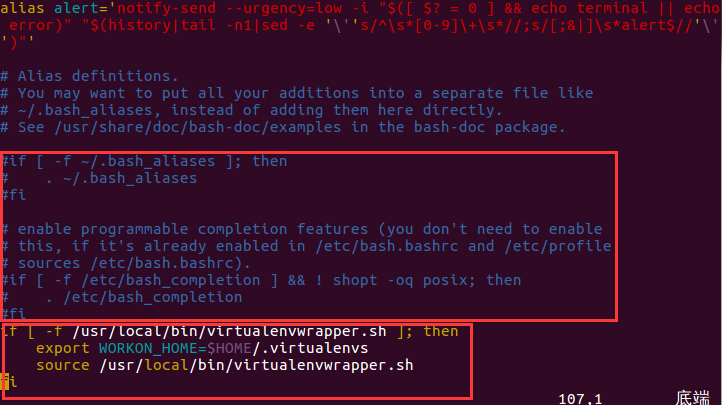 alias alert='notify-send --urgency=low -i "$([ $? = 0 ] && echo terminal || echo
 error)" "$(history|tail -n1|sed -e '\''s/^\s*[0-9]\+\s*//;s/[;&|]\s*alert$//'\'
')"'
# Alias definitions.
# You may want to put all your additions into a separate file like
# ~/.bash_aliases, instead of adding them here directly.
# See /usr/share/doc/bash-doc/examples in the bash-doc package.
#if [ -f ~/.bash_aliases ]; then
#    . ~/.bash_aliases
#fi
# enable programmable completion features (you don't need to enable
# this, if it's already enabled in /etc/bash.bashrc and /etc/profile
# sources /etc/bash.bashrc).
#if [ -f /etc/bash_completion ] && ! shopt -oq posix; then
#    . /etc/bash_completion
#fi
if [ -f /usr/local/bin/virtualenvwrapper.sh ]; then
    export WORKON_HOME=$HOME/.virtualenvs
    source /usr/local/bin/virtualenvwrapper.sh
fi
107,1 底端